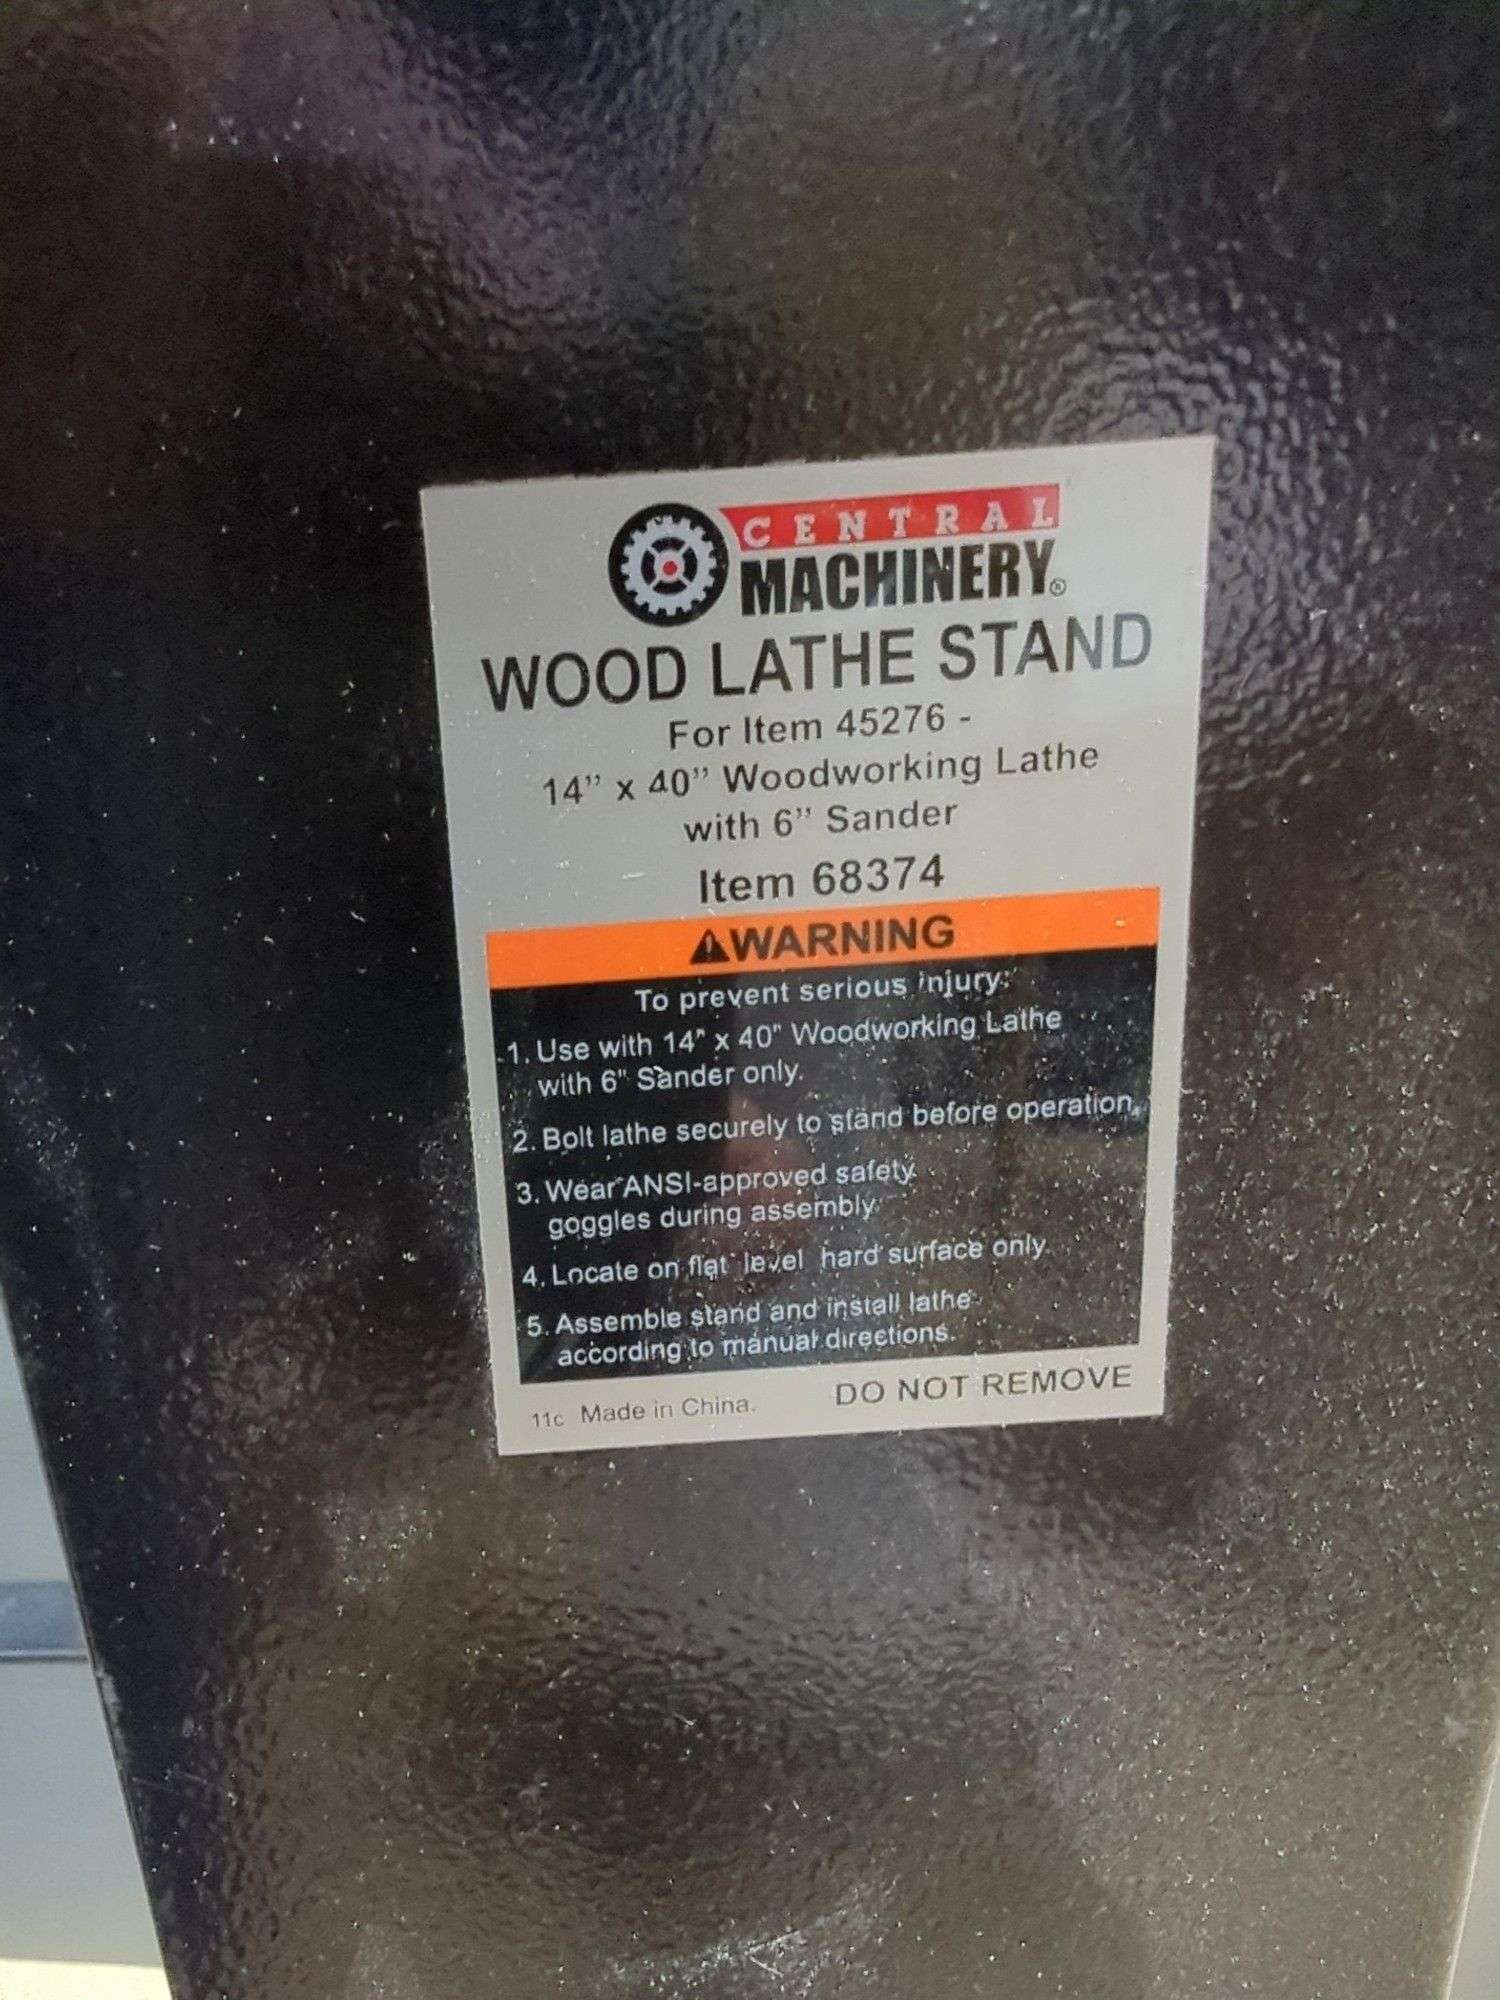 CENTRAL
MACHINERY®
WOOD LATHE STAND
For Item 45276 -
14” x 40” Woodworking Lathe
with 6” Sander
Item 68374
⚠WARNING
To prevent serious injury:
1. Use with 14" x 40" Woodworking Lathe
with 6" Sander only.
2. Bolt lathe securely to stand before operation.
3. Wear ANSI-approved safety
goggles during assembly.
4. Locate on flat level hard surface only.
5. Assemble stand and install lathe
according to manual directions.
11c Made in China. DO NOT REMOVE